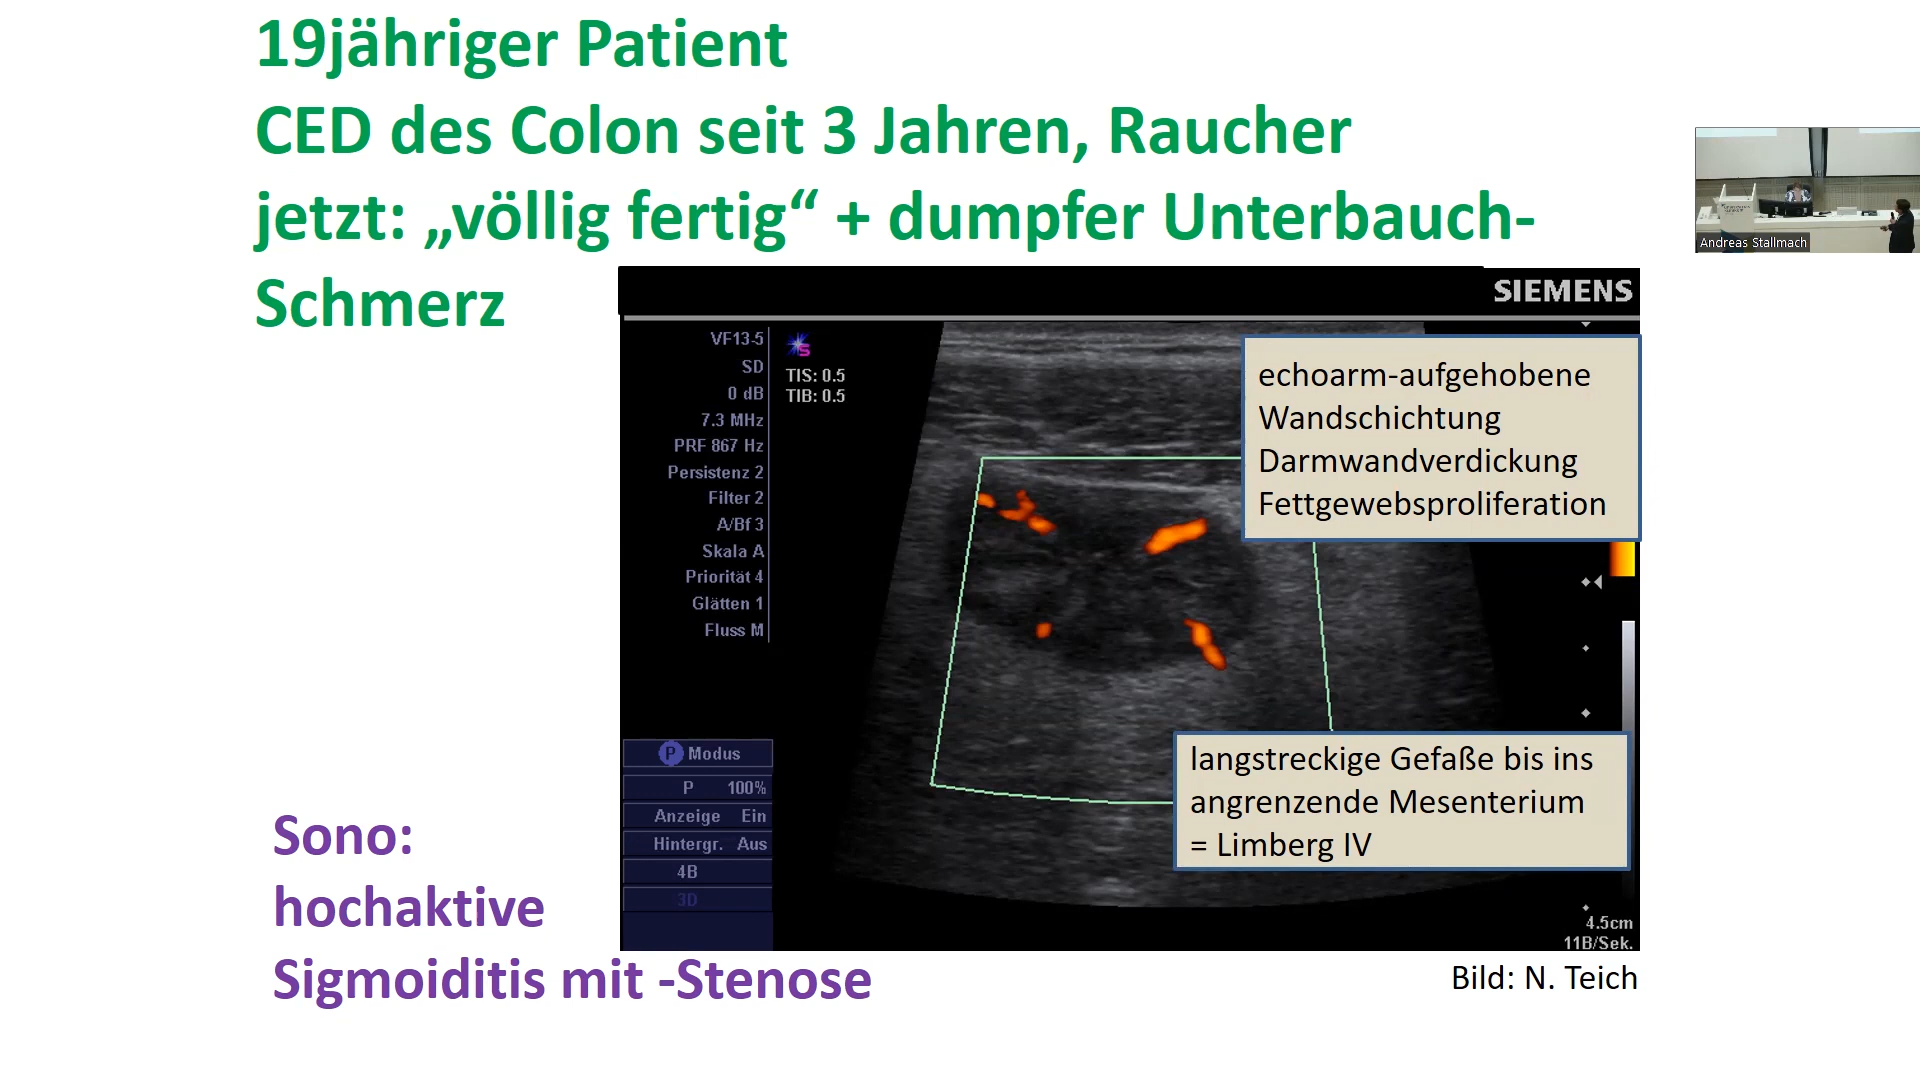 19jähriger Patient
CED des Colon seit 3 Jahren, Raucher
jetzt: „völlig fertig“ + dumpfer Unterbauch-
Schmerz
Andreas Stallmach
SIEMENS
VF13-5
SD
0 dB
7.3 MHz
PRF 867 Hz
Persistenz 2
Filter 2
A/Bf 3
Skala A
Priorität 4
Glätten 1
Fluss M
S
TIS: 0.5
TIB: 0.5
echoarm-aufgehobene
Wandschichtung
Darmwandverdickung
Fettgewebsproliferation
langstreckige Gefaße bis ins
angrenzende Mesenterium
= Limberg IV
P Modus
P 100%
Anzeige Ein
Hintergr. Aus
4B
3D
4.5cm
11B/Sek.
Sono:
hochaktive
Sigmoiditis mit -Stenose
Bild: N. Teich